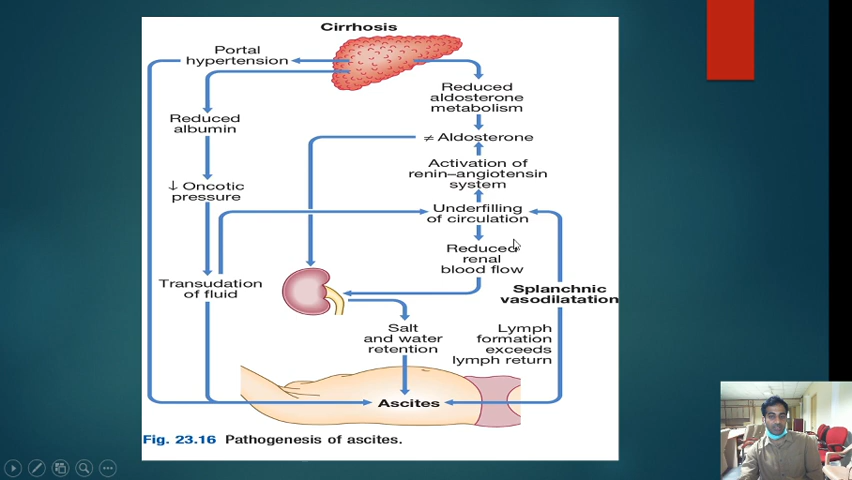 Cirrhosis
Portal
hypertension
Reduced
aldosterone
metabolism
Reduced
albumin
≠ Aldosterone
Activation of
renin–angiotensin
system
↓ Oncotic
pressure
Underfilling
of circulation
Reduced
renal
blood flow
Transudation
of fluid
Splanchnic
vasodilatation
Salt
and water
retention
Lymph
formation
exceeds
lymph return
Ascites
Fig. 23.16 Pathogenesis of ascites.